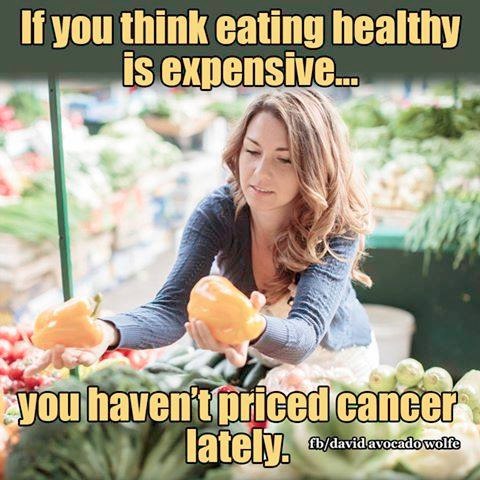 If you think eating healthy
is expensive...
you haven't priced cancer
lately.
fb/david avocado wolfe